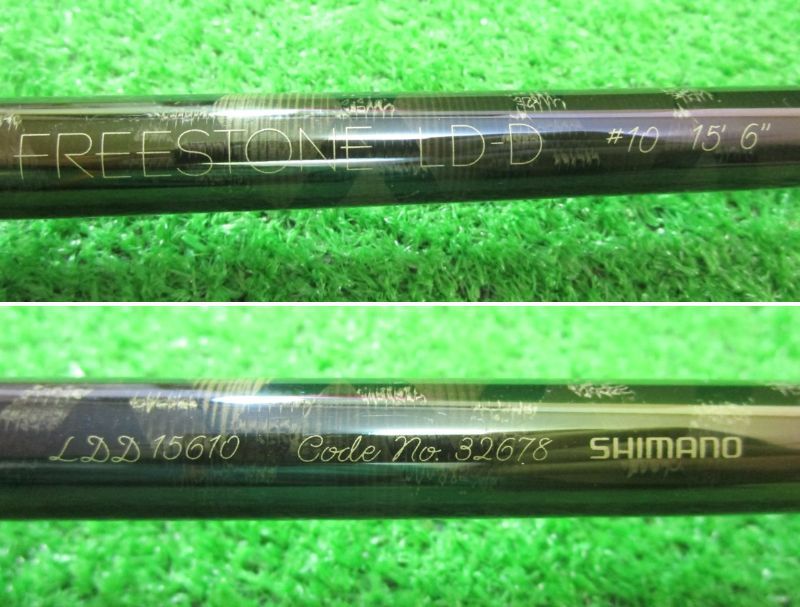 FREESTONE LD-D #10 15' 6"
LDD 15610 Code No. 32678 SHIMANO